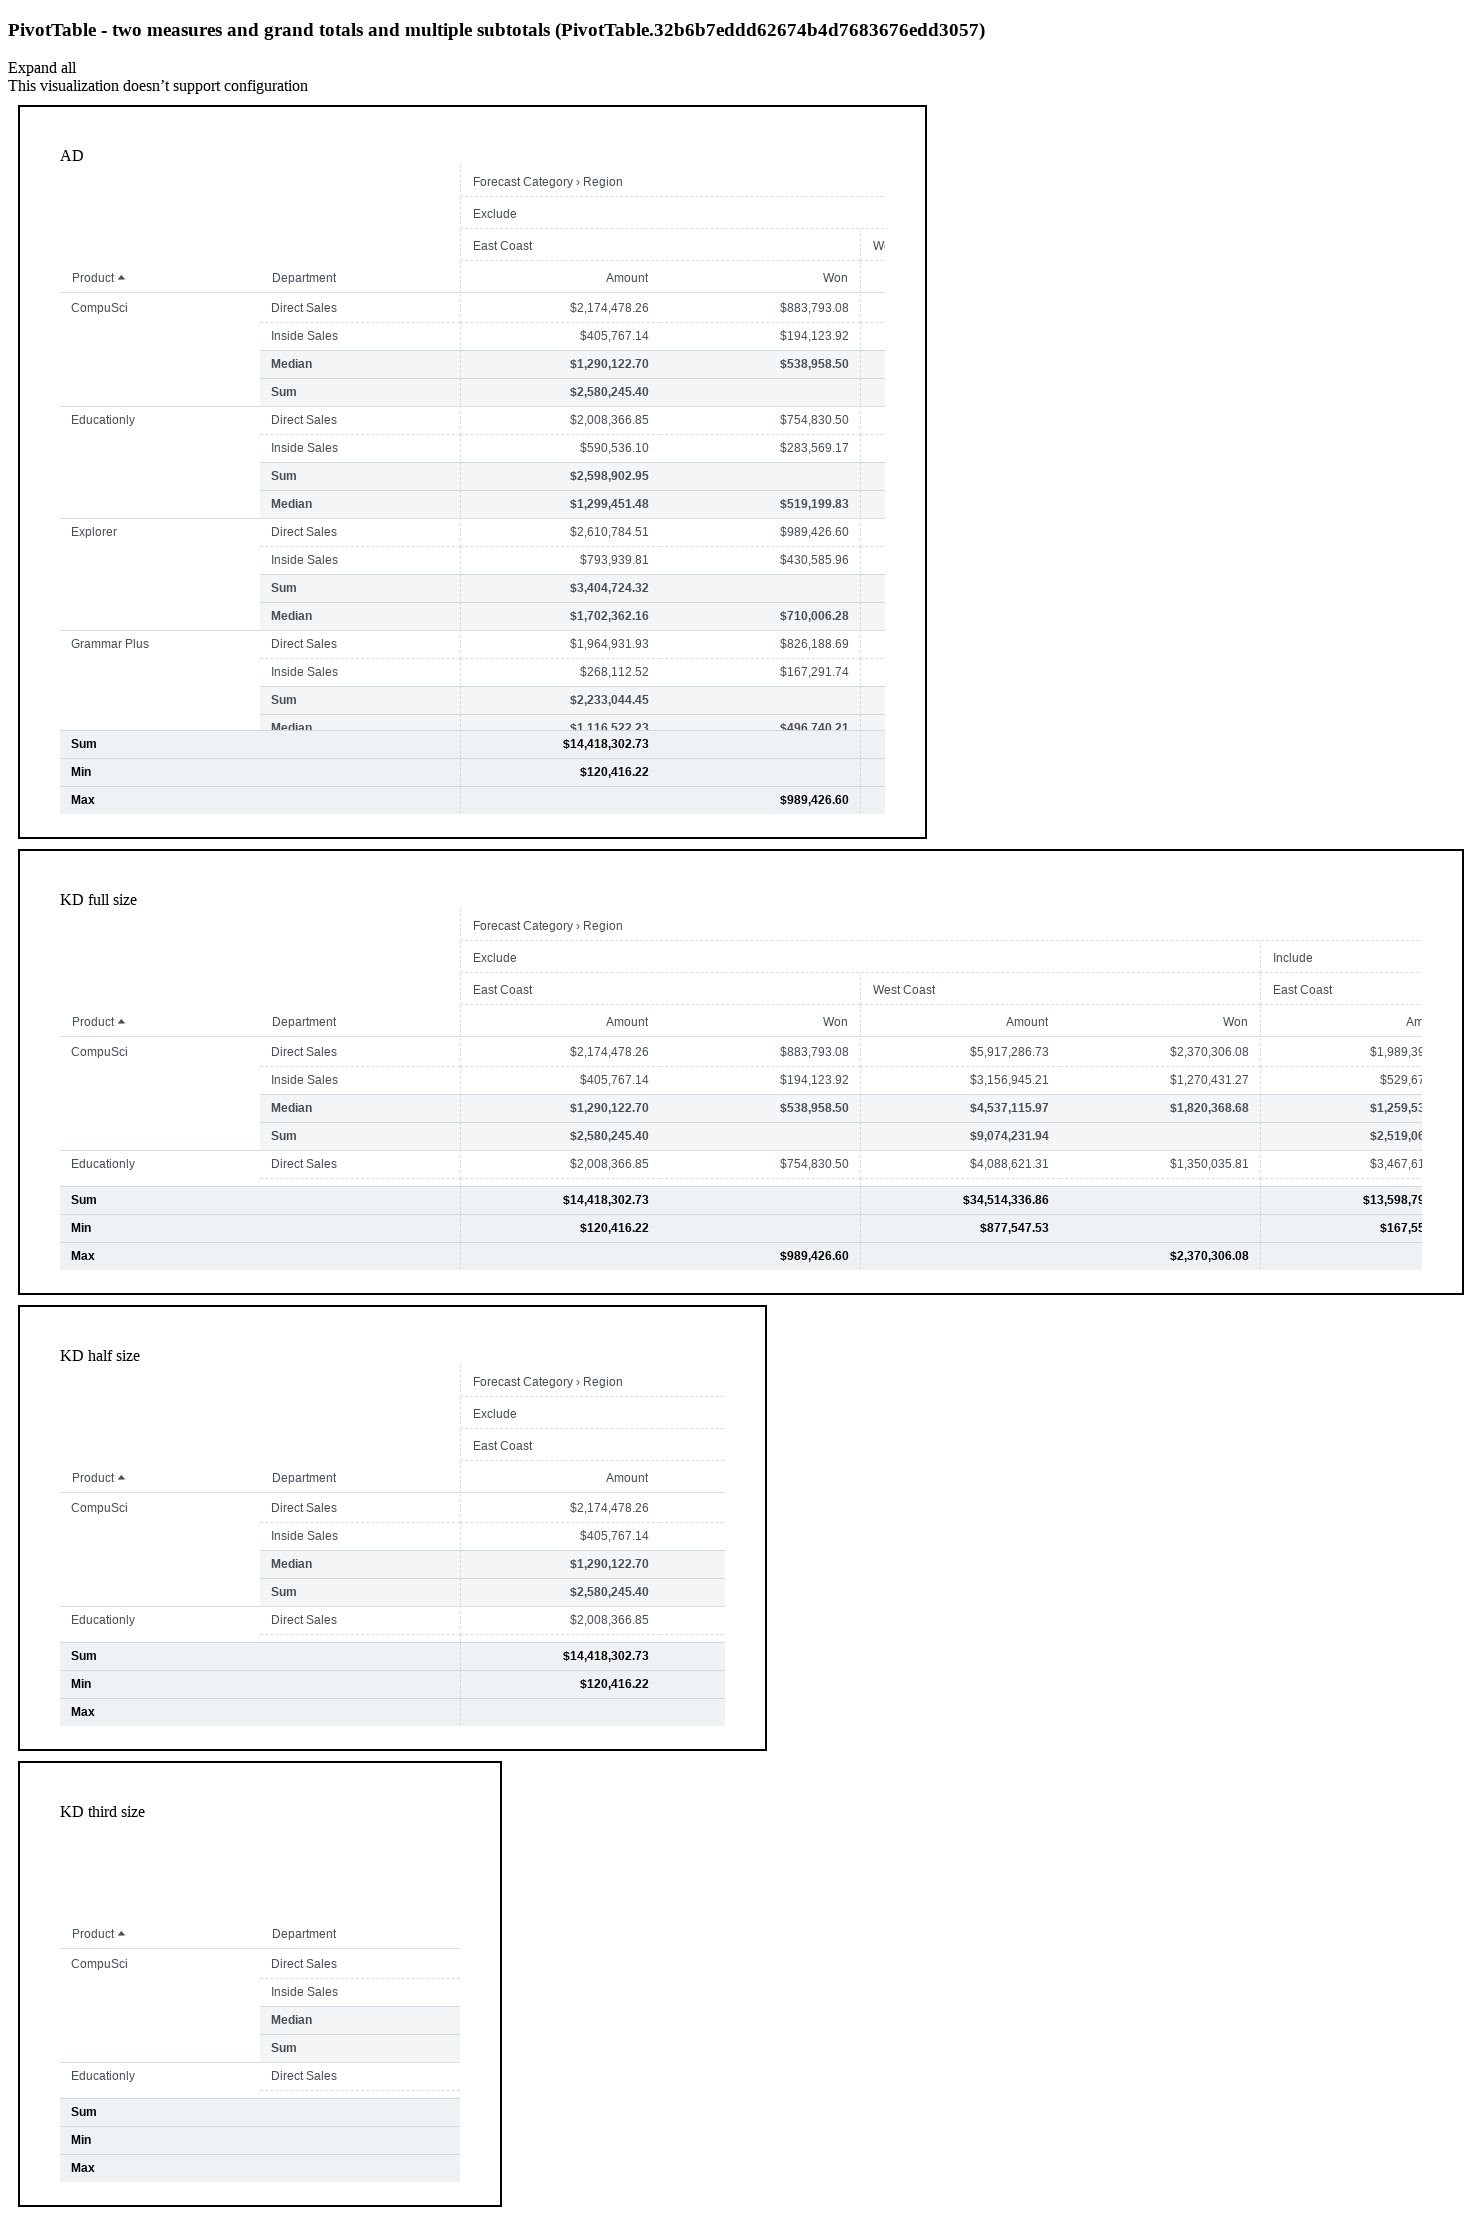 PivotTable - two measures and grand totals and multiple subtotals (PivotTable.32b6b7eddd62674b4d7683676edd3057)
Expand all
This visualization doesn’t support configuration
AD
Forecast Category › Region
Exclude
East Coast
Product Department Amount Won
CompuSci Direct Sales $2,174,478.26 $883,793.08
Inside Sales $405,767.14 $194,123.92
Median $1,290,122.70 $538,958.50
Sum $2,580,245.40
Educationly Direct Sales $2,008,366.85 $754,830.50
Inside Sales $590,536.10 $283,569.17
Sum $2,598,902.95
Median $1,299,451.48 $519,199.83
Explorer Direct Sales $2,610,784.51 $989,426.60
Inside Sales $793,939.81 $430,585.96
Sum $3,404,724.32
Median $1,702,362.16 $710,006.28
Grammar Plus Direct Sales $1,964,931.93 $826,188.69
Inside Sales $268,112.52 $167,291.74
Sum $2,233,044.45
Median $1,116,522.23 $496,740.21
Sum $14,418,302.73
Min $120,416.22
Max $989,426.60
KD full size
Forecast Category › Region
Exclude Include
East Coast West Coast East Coast
Product Department Amount Won Amount Won Am
CompuSci Direct Sales $2,174,478.26 $883,793.08 $5,917,286.73 $2,370,306.08 $1,989,39
Inside Sales $405,767.14 $194,123.92 $3,156,945.21 $1,270,431.27 $529,67
Median $1,290,122.70 $538,958.50 $4,537,115.97 $1,820,368.68 $1,259,53
Sum $2,580,245.40 $9,074,231.94 $2,519,06
Educationly Direct Sales $2,008,366.85 $754,830.50 $4,088,621.31 $1,350,035.81 $3,467,61
Sum $14,418,302.73 $34,514,336.86 $13,598,79
Min $120,416.22 $877,547.53 $167,55
Max $989,426.60 $2,370,306.08
KD half size
Forecast Category › Region
Exclude
East Coast
Product Department Amount
CompuSci Direct Sales $2,174,478.26
Inside Sales $405,767.14
Median $1,290,122.70
Sum $2,580,245.40
Educationly Direct Sales $2,008,366.85
Sum $14,418,302.73
Min $120,416.22
Max
KD third size
Product Department
CompuSci Direct Sales
Inside Sales
Median
Sum
Educationly Direct Sales
Sum
Min
Max